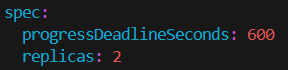 spec:
  progressDeadlineSeconds: 600
  replicas: 2